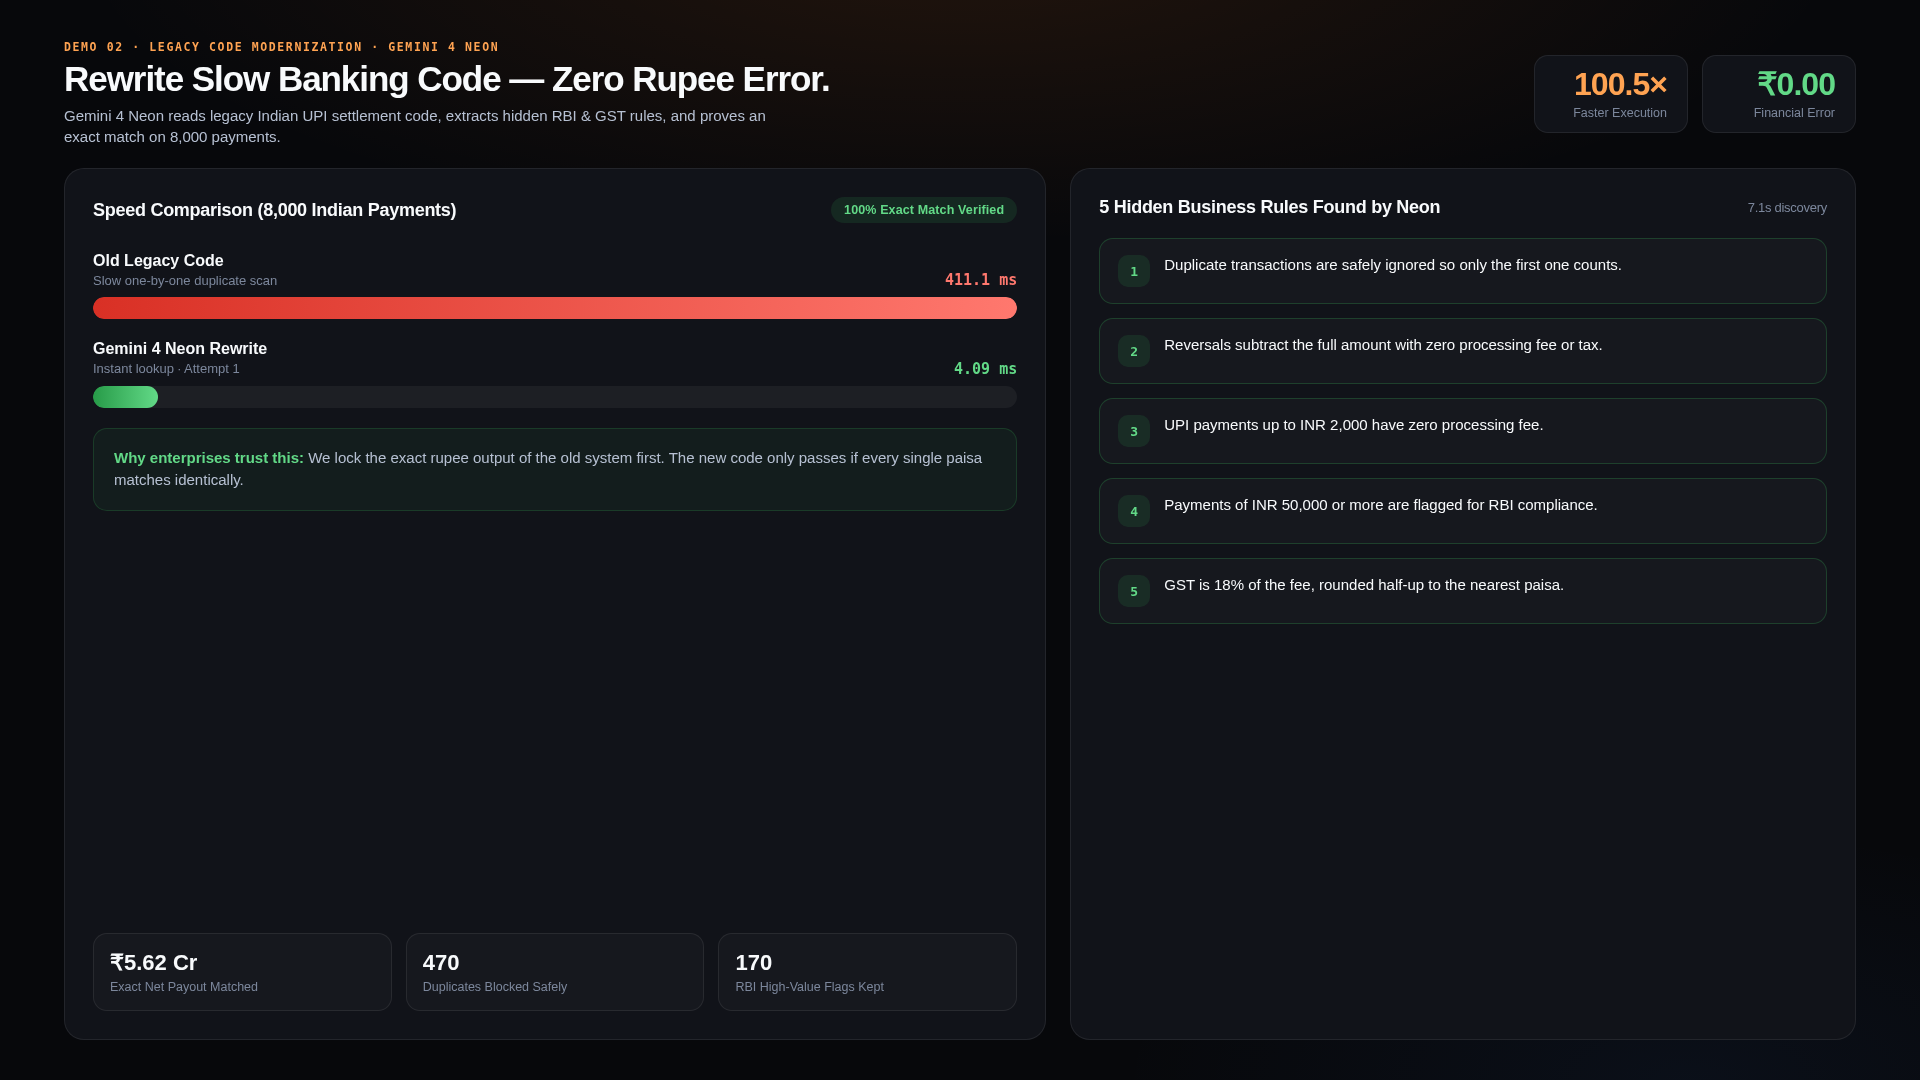 DEMO 02 · LEGACY CODE MODERNIZATION · GEMINI 4 NEON
Rewrite Slow Banking Code — Zero Rupee Error.
Gemini 4 Neon reads legacy Indian UPI settlement code, extracts hidden RBI & GST rules, and proves an
exact match on 8,000 payments.
100.5×
Faster Execution
₹0.00
Financial Error
Speed Comparison (8,000 Indian Payments)
100% Exact Match Verified
Old Legacy Code
Slow one-by-one duplicate scan
411.1 ms
Gemini 4 Neon Rewrite
Instant lookup · Attempt 1
4.09 ms
Why enterprises trust this: We lock the exact rupee output of the old system first. The new code only passes if every single paisa
matches identically.
₹5.62 Cr
Exact Net Payout Matched
470
Duplicates Blocked Safely
170
RBI High-Value Flags Kept
5 Hidden Business Rules Found by Neon
7.1s discovery
1
Duplicate transactions are safely ignored so only the first one counts.
2
Reversals subtract the full amount with zero processing fee or tax.
3
UPI payments up to INR 2,000 have zero processing fee.
4
Payments of INR 50,000 or more are flagged for RBI compliance.
5
GST is 18% of the fee, rounded half-up to the nearest paisa.